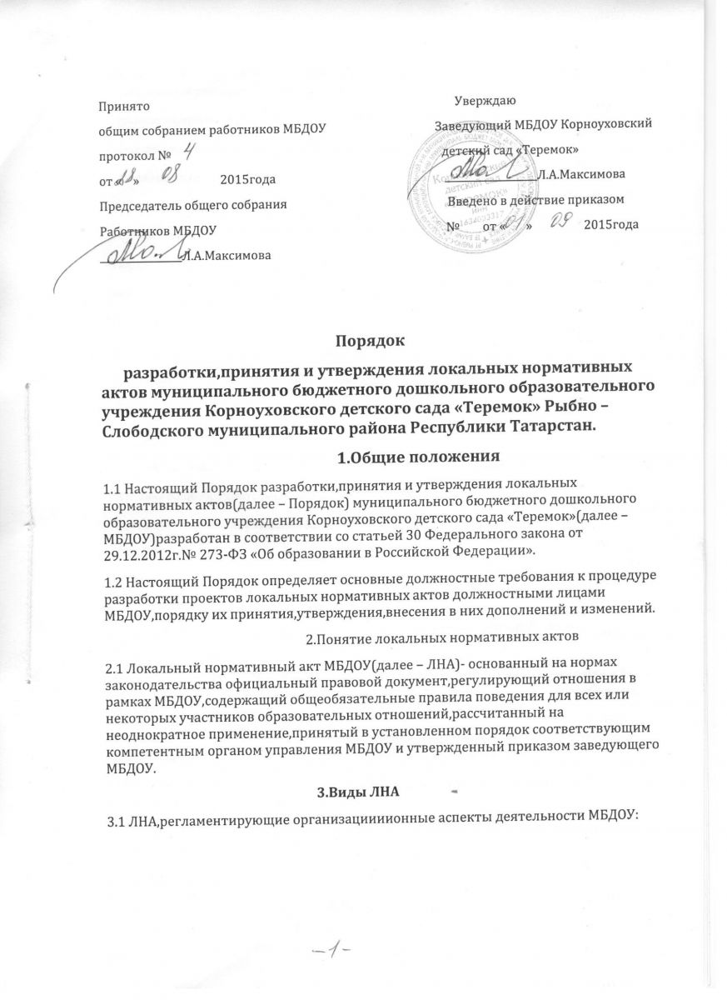 Принято
общим собранием работников МБДОУ
протокол № 4
от « » 08 2015года
Председатель общего собрания
Работников МБДОУ
Л.А.Максимова
Уверждаю
Заведующий МБДОУ Корноуховский
детский сад «Теремок»
Л.А.Максимова
Введено в действие приказом
№ от «01» 09 2015года
детский сад
«Теремок»
ИНН
1634003317
Порядок
разработки,принятия и утверждения локальных нормативных
актов муниципального бюджетного дошкольного образовательного
учреждения Корноуховского детского сада «Теремок» Рыбно –
Слободского муниципального района Республики Татарстан.
1.Общие положения
1.1 Настоящий Порядок разработки,принятия и утверждения локальных
нормативных актов(далее – Порядок) муниципального бюджетного дошкольного
образовательного учреждения Корноуховского детского сада «Теремок»(далее –
МБДОУ)разработан в соответствии со статьей 30 Федерального закона от
29.12.2012г.№ 273-ФЗ «Об образовании в Российской Федерации».
1.2 Настоящий Порядок определяет основные должностные требования к процедуре
разработки проектов локальных нормативных актов должностными лицами
МБДОУ,порядку их принятия,утверждения,внесения в них дополнений и изменений.
2.Понятие локальных нормативных актов
2.1 Локальный нормативный акт МБДОУ(далее – ЛНА)- основанный на нормах
законодательства официальный правовой документ,регулирующий отношения в
рамках МБДОУ,содержащий общеобязательные правила поведения для всех или
некоторых участников образовательных отношений,рассчитанный на
неоднократное применение,принятый в установленном порядок соответствующим
компетентным органом управления МБДОУ и утвержденный приказом заведующего
МБДОУ.
3.Виды ЛНА
3.1 ЛНА,регламентирующие организациииионные аспекты деятельности МБДОУ:
-1-